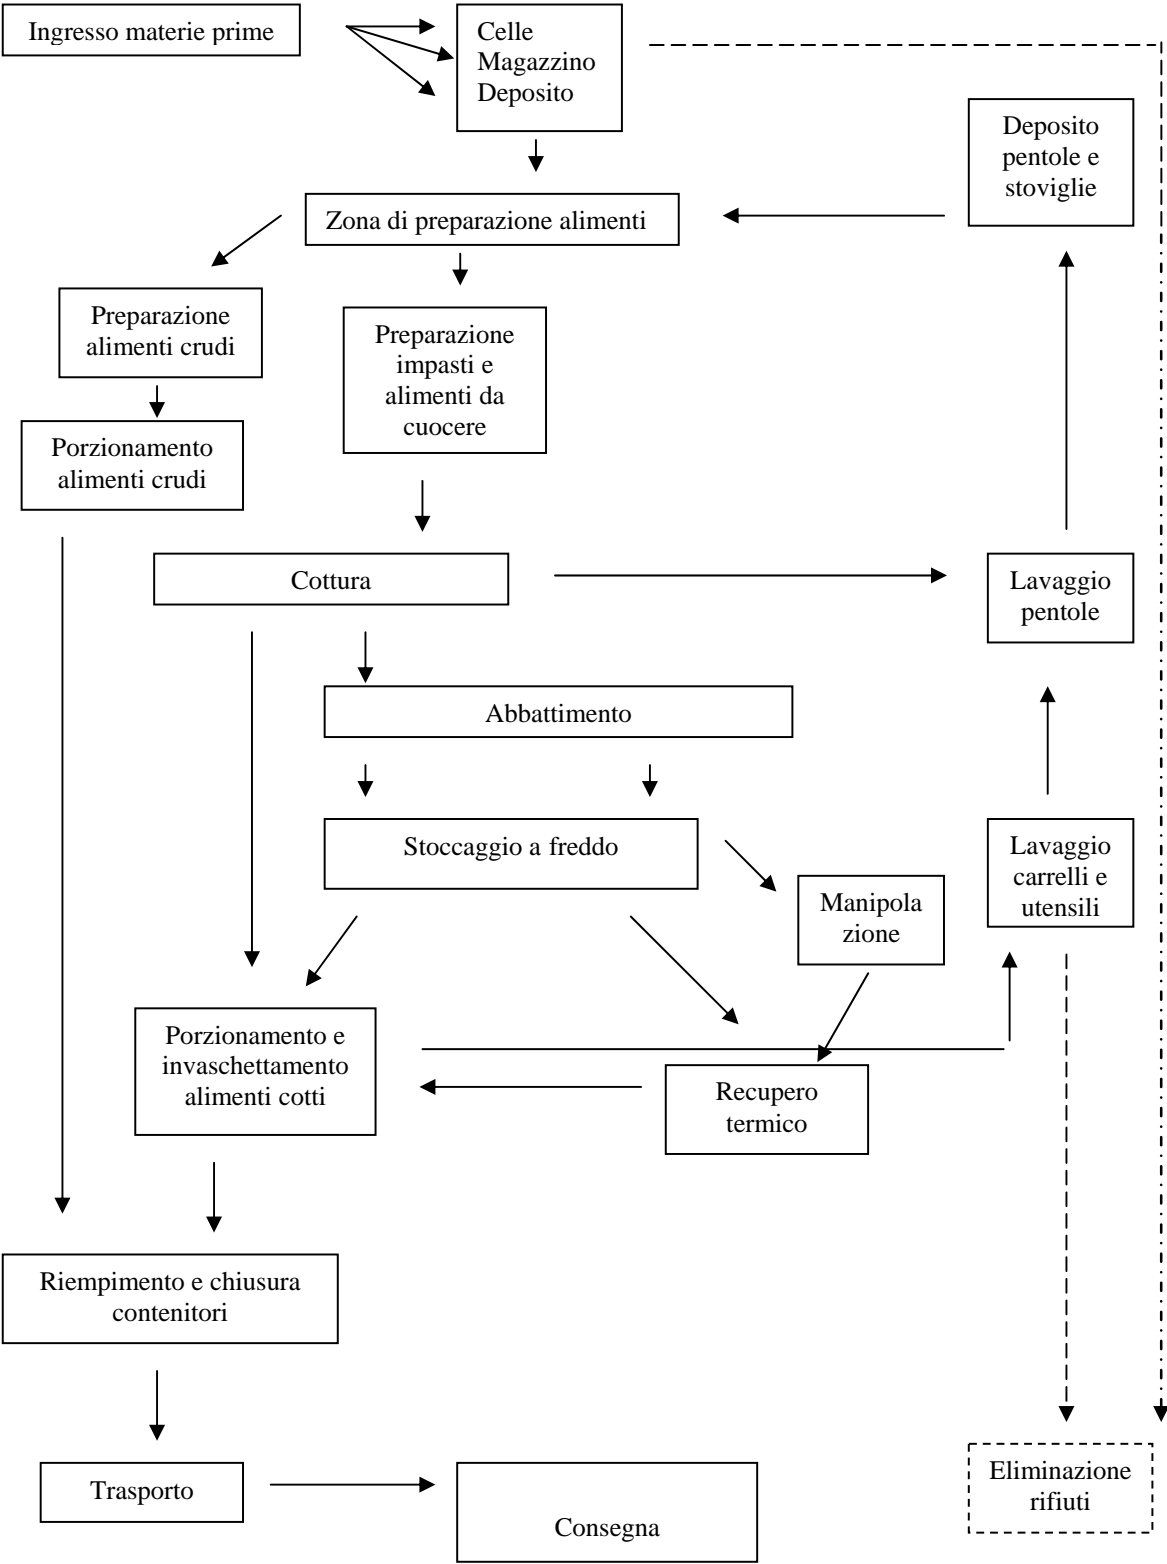 Ingresso materie prime
Celle
Magazzino
Deposito
Deposito
pentole e
stoviglie
Zona di preparazione alimenti
Preparazione
alimenti crudi
Preparazione
impasti e
alimenti da
cuocere
Porzionamento
alimenti crudi
Cottura
Lavaggio
pentole
Abbattimento
Stoccaggio a freddo
Lavaggio
carrelli e
utensili
Manipola
zione
Porzionamento e
invaschettamento
alimenti cotti
Recupero
termico
Riempimento e chiusura
contenitori
Trasporto
Consegna
Eliminazione
rifiuti